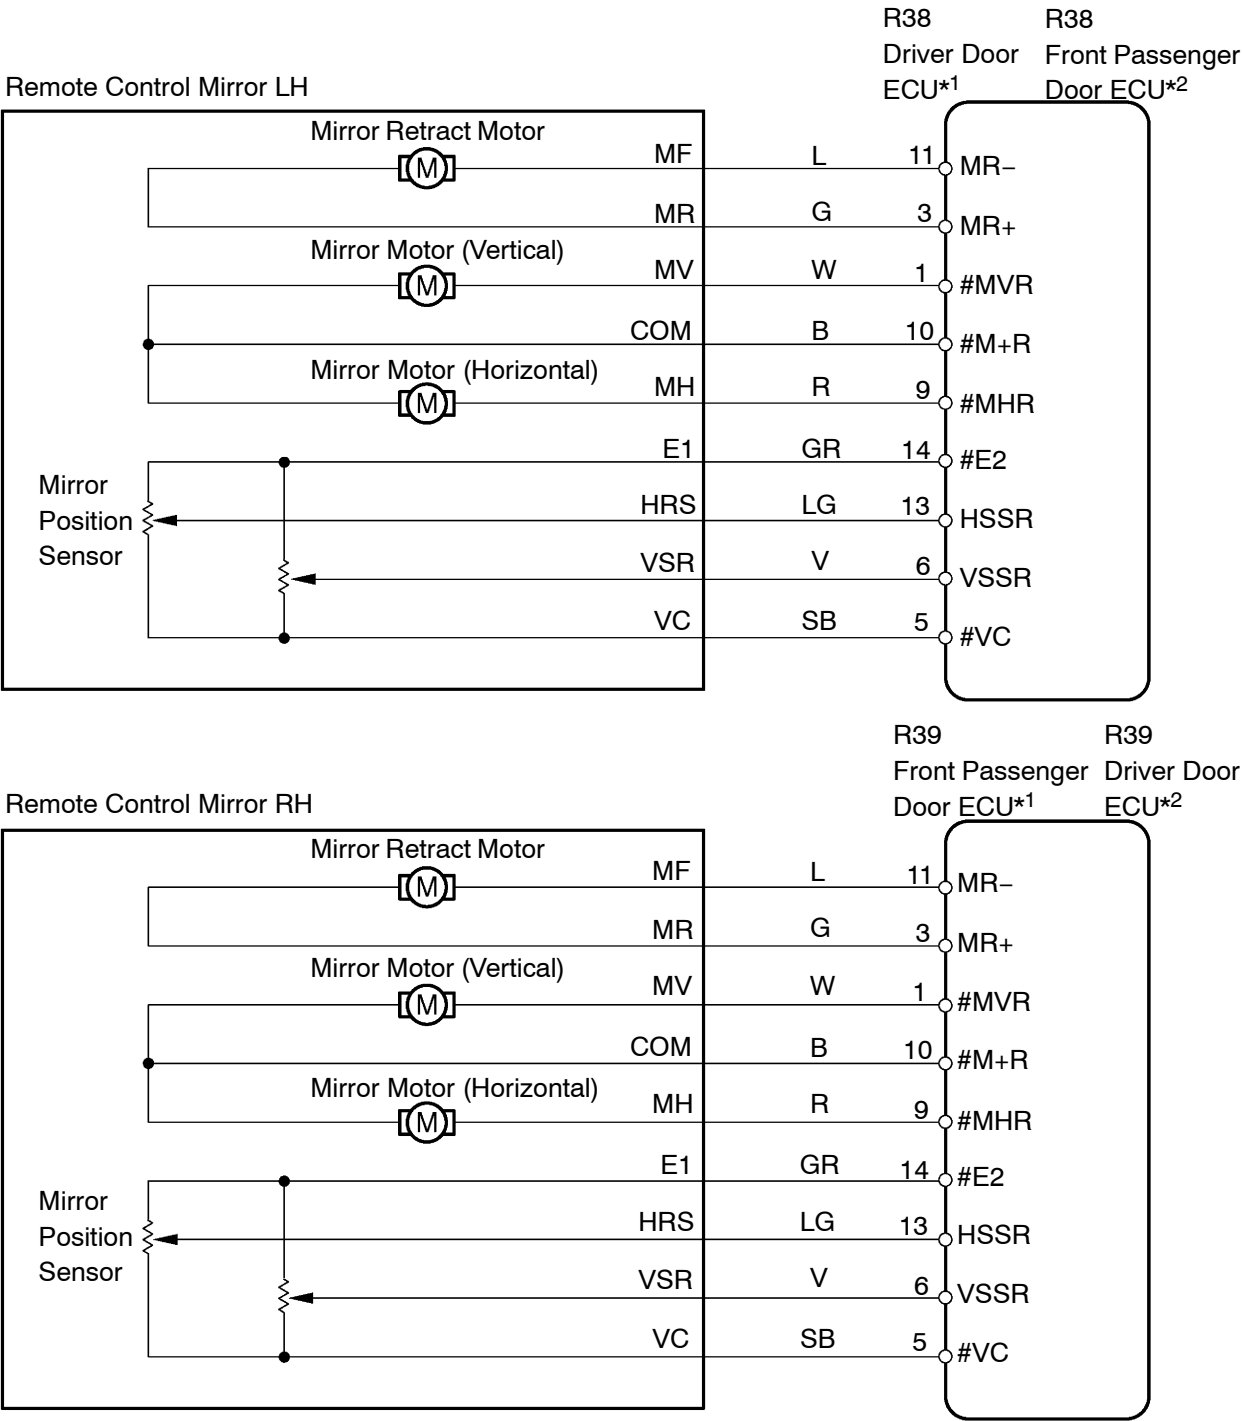 R38 R38
Driver Door Front Passenger
ECU*1 Door ECU*2
Remote Control Mirror LH
Mirror Retract Motor
M
MF L 11 MR−
MR G 3 MR+
Mirror Motor (Vertical)
M
MV W 1 #MVR
COM B 10 #M+R
Mirror Motor (Horizontal)
M
MH R 9 #MHR
E1 GR 14 #E2
Mirror
Position
Sensor
HRS LG 13 HSSR
VSR V 6 VSSR
VC SB 5 #VC
R39 R39
Front Passenger Driver Door
Door ECU*1 ECU*2
Remote Control Mirror RH
Mirror Retract Motor
M
MF L 11 MR−
MR G 3 MR+
Mirror Motor (Vertical)
M
MV W 1 #MVR
COM B 10 #M+R
Mirror Motor (Horizontal)
M
MH R 9 #MHR
E1 GR 14 #E2
Mirror
Position
Sensor
HRS LG 13 HSSR
VSR V 6 VSSR
VC SB 5 #VC